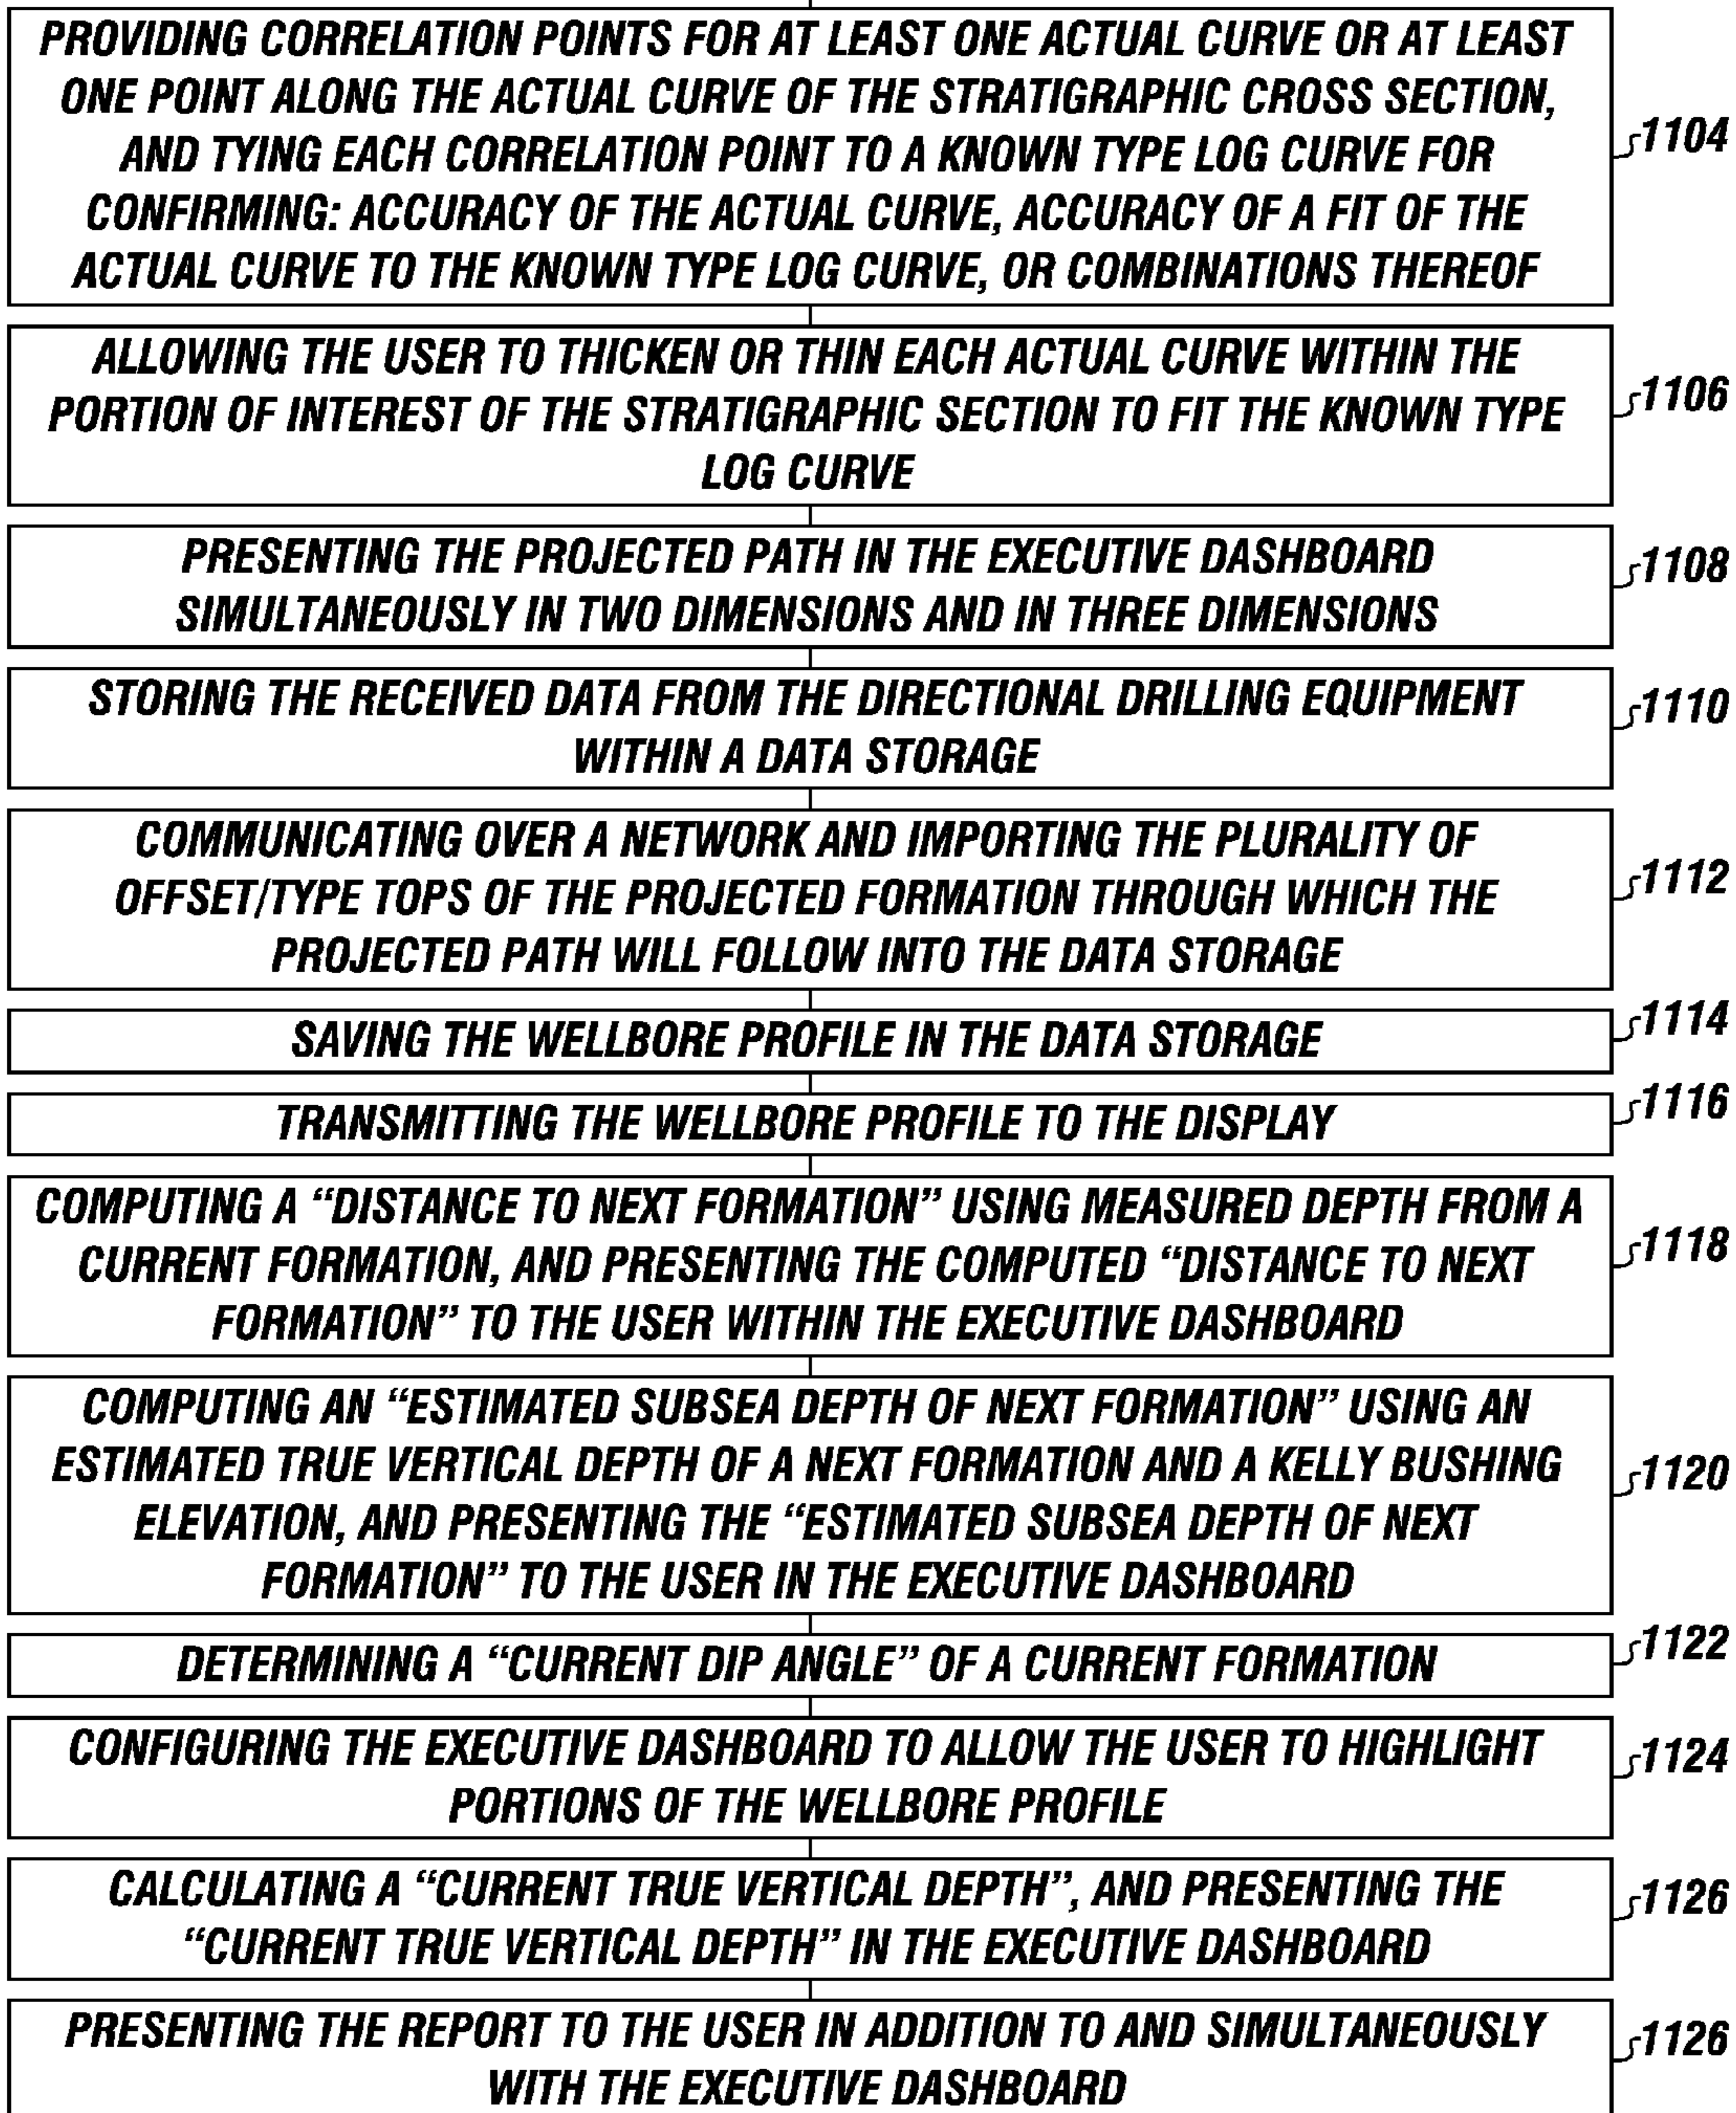 PROVIDING CORRELATION POINTS FOR AT LEAST ONE ACTUAL CURVE OR AT LEAST
ONE POINT ALONG THE ACTUAL CURVE OF THE STRATIGRAPHIC CROSS SECTION,
AND TYING EACH CORRELATION POINT TO A KNOWN TYPE LOG CURVE FOR
CONFIRMING: ACCURACY OF THE ACTUAL CURVE, ACCURACY OF A FIT OF THE
ACTUAL CURVE TO THE KNOWN TYPE LOG CURVE, OR COMBINATIONS THEREOF
1104
ALLOWING THE USER TO THICKEN OR THIN EACH ACTUAL CURVE WITHIN THE
PORTION OF INTEREST OF THE STRATIGRAPHIC SECTION TO FIT THE KNOWN TYPE
LOG CURVE
1106
PRESENTING THE PROJECTED PATH IN THE EXECUTIVE DASHBOARD
SIMULTANEOUSLY IN TWO DIMENSIONS AND IN THREE DIMENSIONS
1108
STORING THE RECEIVED DATA FROM THE DIRECTIONAL DRILLING EQUIPMENT
WITHIN A DATA STORAGE
1110
COMMUNICATING OVER A NETWORK AND IMPORTING THE PLURALITY OF
OFFSET/TYPE TOPS OF THE PROJECTED FORMATION THROUGH WHICH THE
PROJECTED PATH WILL FOLLOW INTO THE DATA STORAGE
1112
SAVING THE WELLBORE PROFILE IN THE DATA STORAGE
1114
TRANSMITTING THE WELLBORE PROFILE TO THE DISPLAY
1116
COMPUTING A “DISTANCE TO NEXT FORMATION” USING MEASURED DEPTH FROM A
CURRENT FORMATION, AND PRESENTING THE COMPUTED “DISTANCE TO NEXT
FORMATION” TO THE USER WITHIN THE EXECUTIVE DASHBOARD
1118
COMPUTING AN “ESTIMATED SUBSEA DEPTH OF NEXT FORMATION” USING AN
ESTIMATED TRUE VERTICAL DEPTH OF A NEXT FORMATION AND A KELLY BUSHING
ELEVATION, AND PRESENTING THE “ESTIMATED SUBSEA DEPTH OF NEXT
FORMATION” TO THE USER IN THE EXECUTIVE DASHBOARD
1120
DETERMINING A “CURRENT DIP ANGLE” OF A CURRENT FORMATION
1122
CONFIGURING THE EXECUTIVE DASHBOARD TO ALLOW THE USER TO HIGHLIGHT
PORTIONS OF THE WELLBORE PROFILE
1124
CALCULATING A “CURRENT TRUE VERTICAL DEPTH”, AND PRESENTING THE
“CURRENT TRUE VERTICAL DEPTH” IN THE EXECUTIVE DASHBOARD
1126
PRESENTING THE REPORT TO THE USER IN ADDITION TO AND SIMULTANEOUSLY
WITH THE EXECUTIVE DASHBOARD
1126